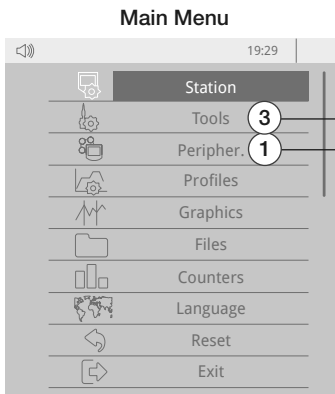 Main Menu
19:29
Station
Tools 3
Peripher. 1
Profiles
Graphics
Files
Counters
Language
Reset
Exit